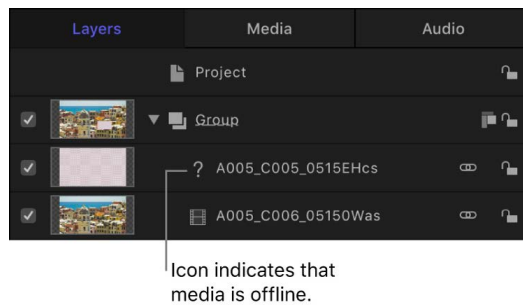 Layers
Media
Audio
Project
Group
? A005_C005_0515EHcs
A005_C006_05150Was
Icon indicates that
media is offline.